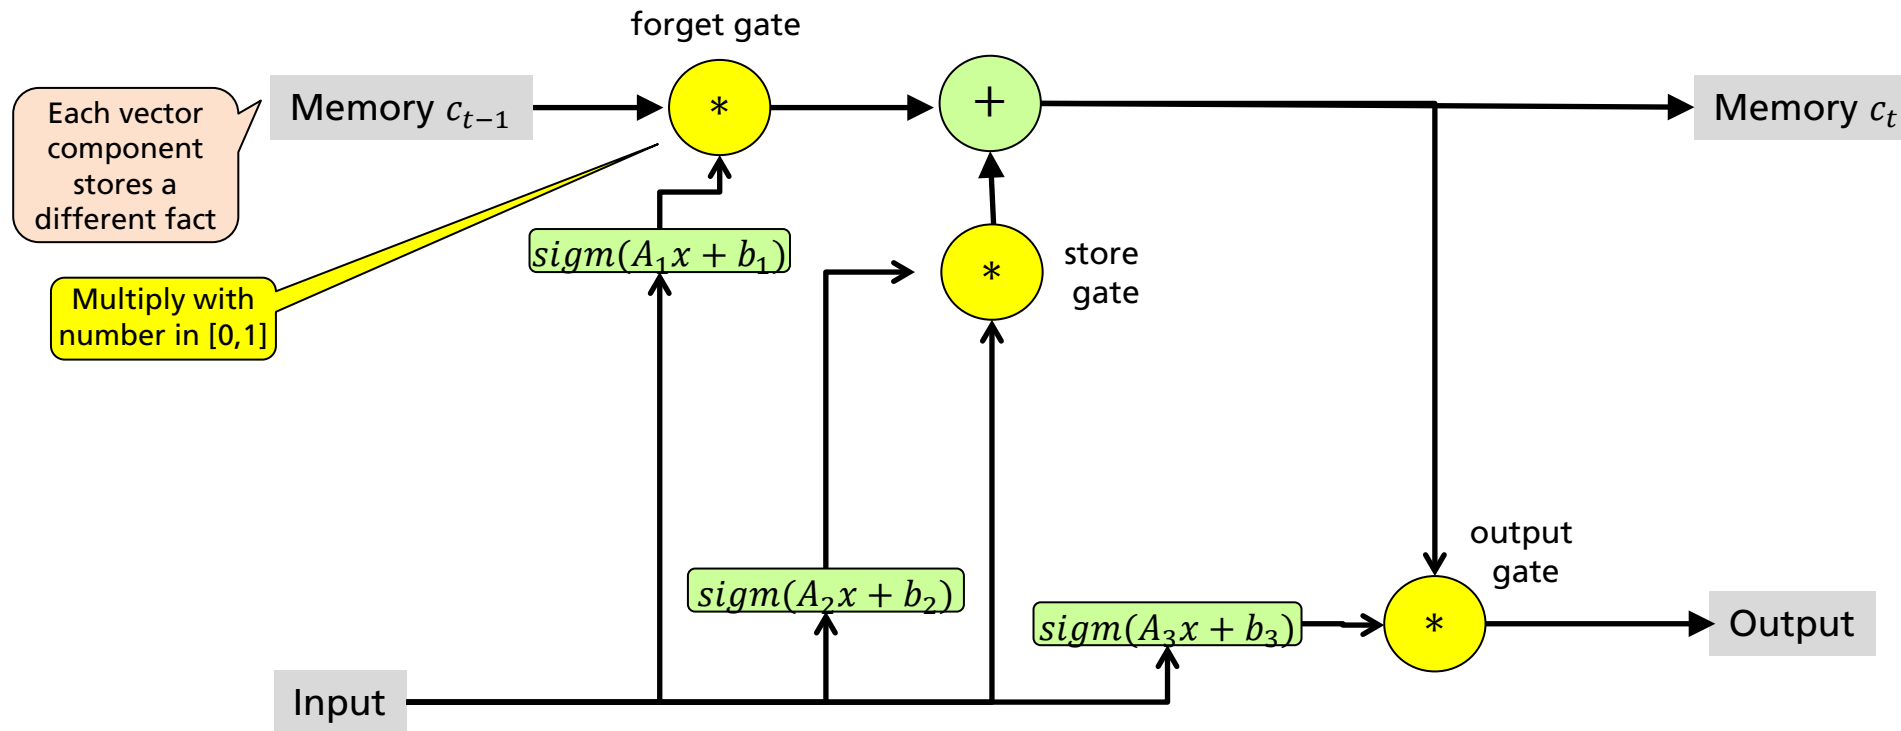 forget gate
Each vector
component
stores a
different fact
Memory $c_{t-1}$
*
+
Memory $c_t$
$sigm(A_1x + b_1)$
*
store
gate
Multiply with
number in [0,1]
output
gate
$sigm(A_2x + b_2)$
$sigm(A_3x + b_3)$
*
Output
Input